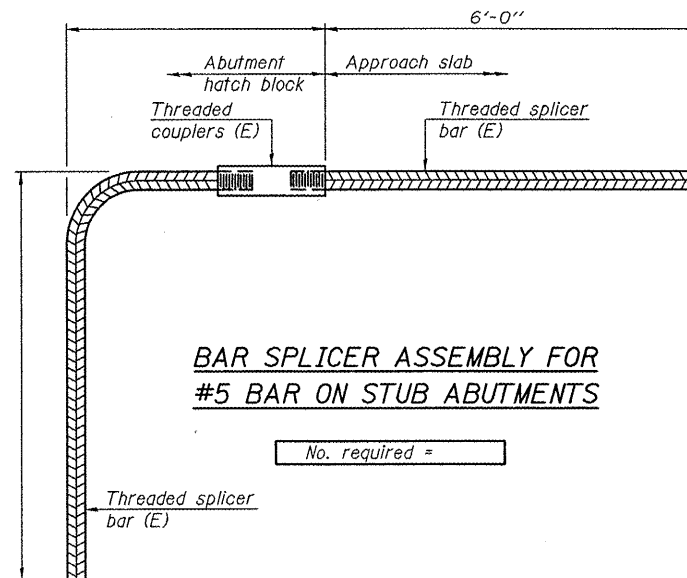 6'-0"
Abutment
hatch block
Approach slab
Threaded
couplers (E)
Threaded splicer
bar (E)
BAR SPLICER ASSEMBLY FOR
#5 BAR ON STUB ABUTMENTS
No. required =
Threaded splicer
bar (E)